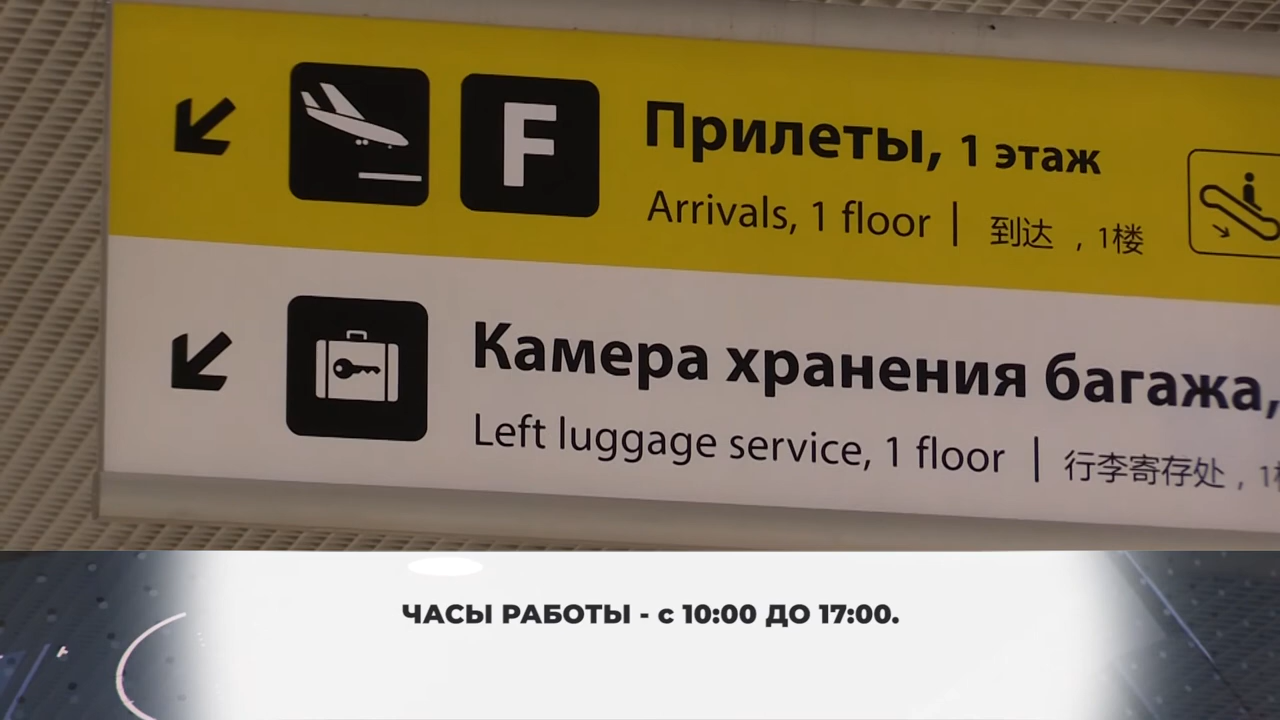 F
Прилеты, 1 этаж
Arrivals, 1 floor | 到达 , 1楼
Камера хранения багажа,
Left luggage service, 1 floor | 行李寄存处 , 1
ЧАСЫ РАБОТЫ - с 10:00 ДО 17:00.